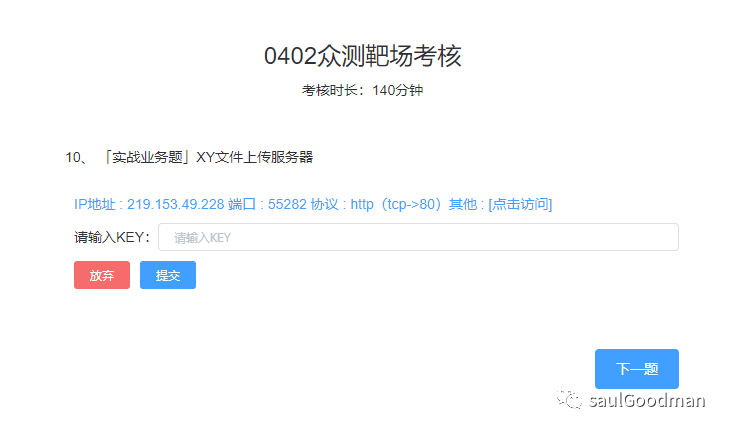 0402众测靶场考核
考核时长：140分钟
10、 「实战业务题」XY文件上传服务器
IP地址 : 219.153.49.228 端口 : 55282 协议 : http（tcp->80）其他 : [点击访问]
请输入KEY： 请输入KEY
放弃 提交
下一题
saulGoodman